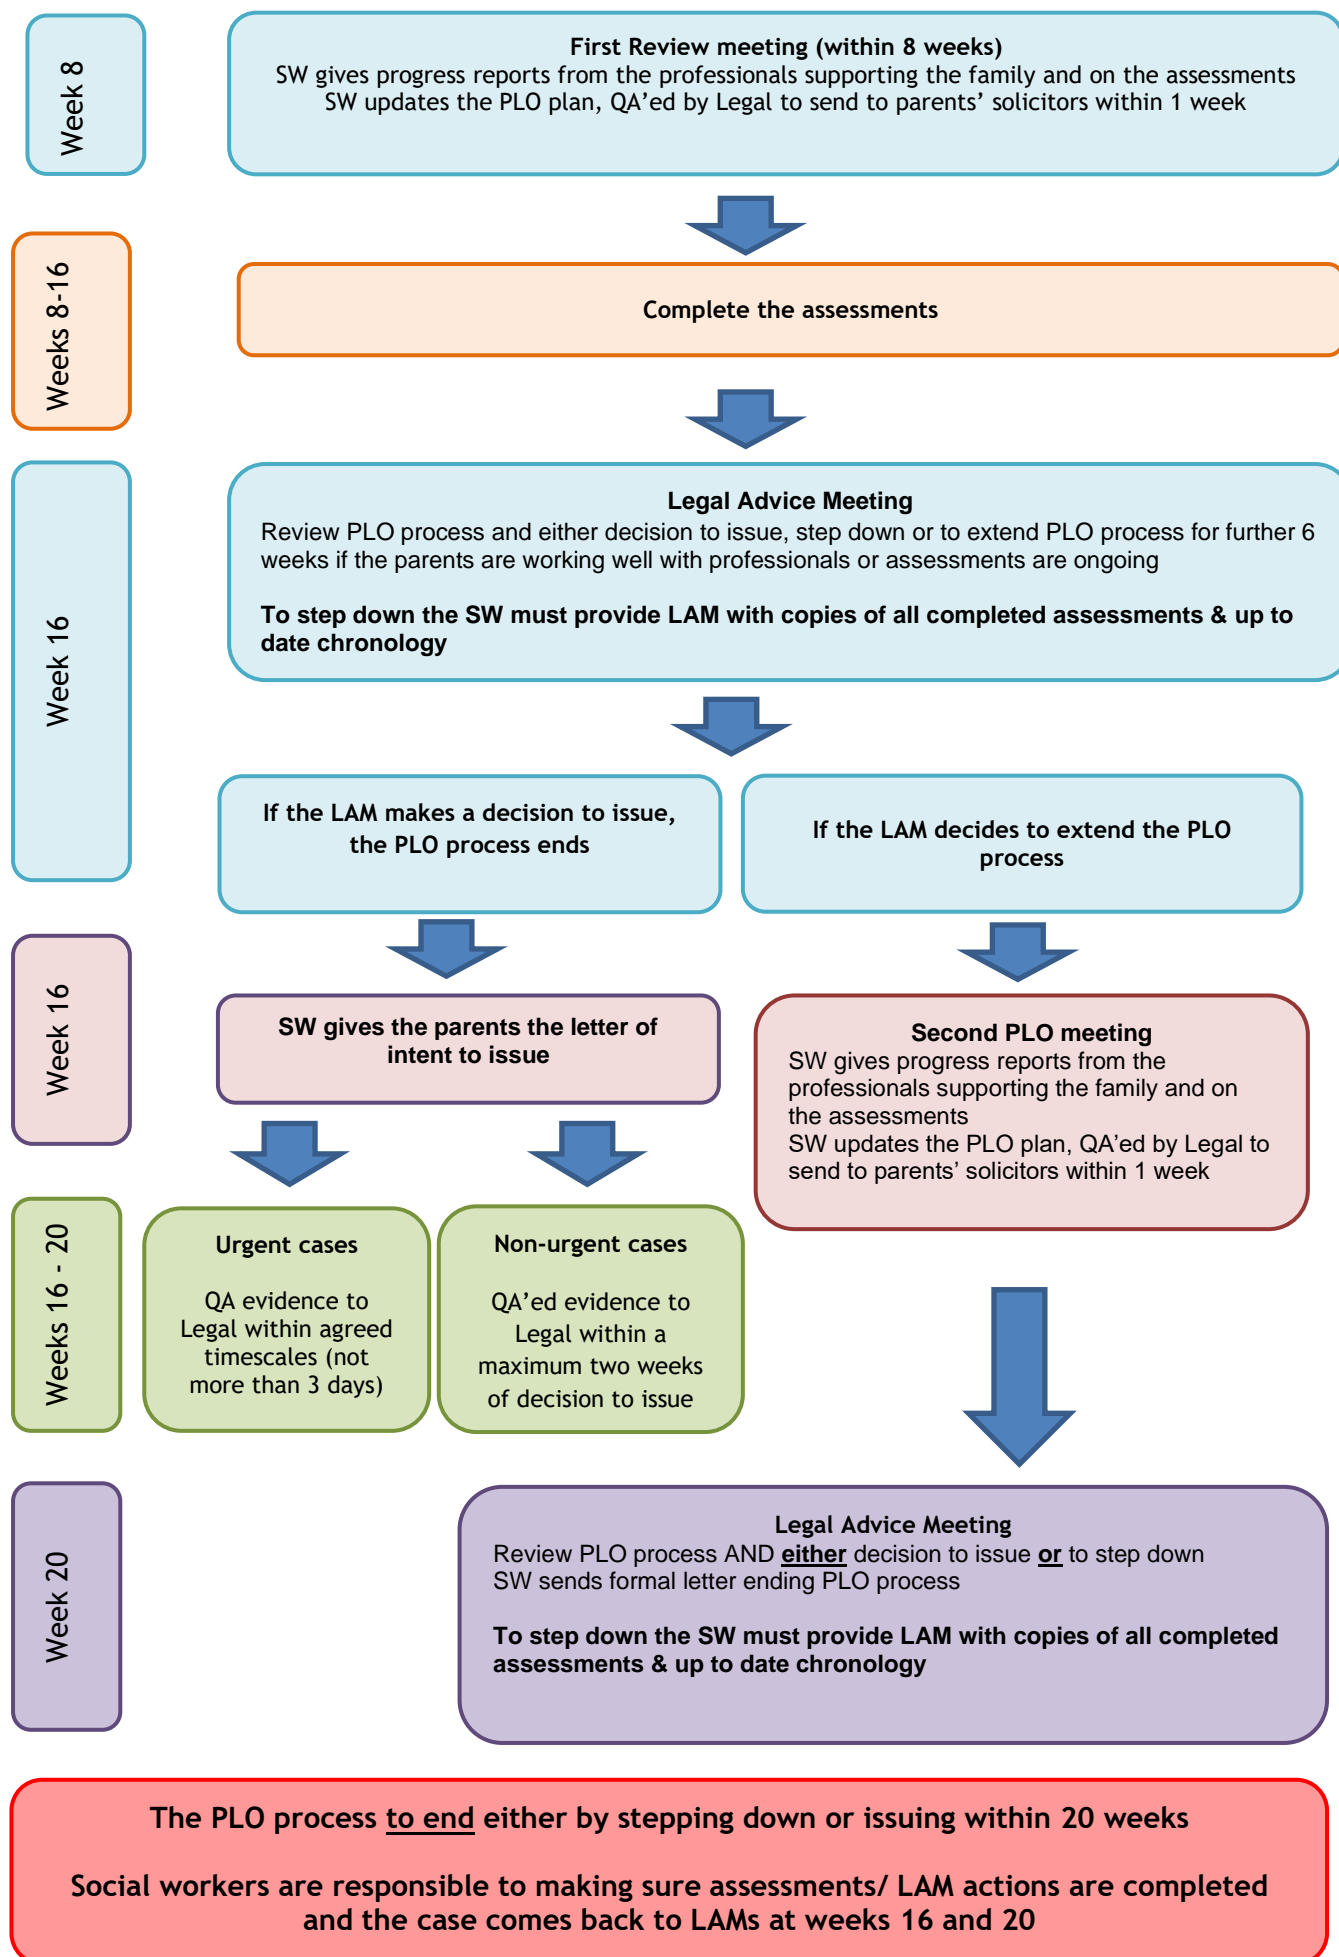 Week 8
First Review meeting (within 8 weeks)
SW gives progress reports from the professionals supporting the family and on the assessments
SW updates the PLO plan, QA’ed by Legal to send to parents’ solicitors within 1 week
Weeks 8-16
Complete the assessments
Week 16
Legal Advice Meeting
Review PLO process and either decision to issue, step down or to extend PLO process for further 6
weeks if the parents are working well with professionals or assessments are ongoing
To step down the SW must provide LAM with copies of all completed assessments & up to
date chronology
If the LAM makes a decision to issue,
the PLO process ends
If the LAM decides to extend the PLO
process
Week 16
SW gives the parents the letter of
intent to issue
Second PLO meeting
SW gives progress reports from the
professionals supporting the family and on
the assessments
SW updates the PLO plan, QA’ed by Legal to
send to parents’ solicitors within 1 week
Weeks 16 - 20
Urgent cases
QA evidence to
Legal within agreed
timescales (not
more than 3 days)
Non-urgent cases
QA’ed evidence to
Legal within a
maximum two weeks
of decision to issue
Week 20
Legal Advice Meeting
Review PLO process AND either decision to issue or to step down
SW sends formal letter ending PLO process
To step down the SW must provide LAM with copies of all completed
assessments & up to date chronology
The PLO process to end either by stepping down or issuing within 20 weeks
Social workers are responsible to making sure assessments/ LAM actions are completed
and the case comes back to LAMs at weeks 16 and 20